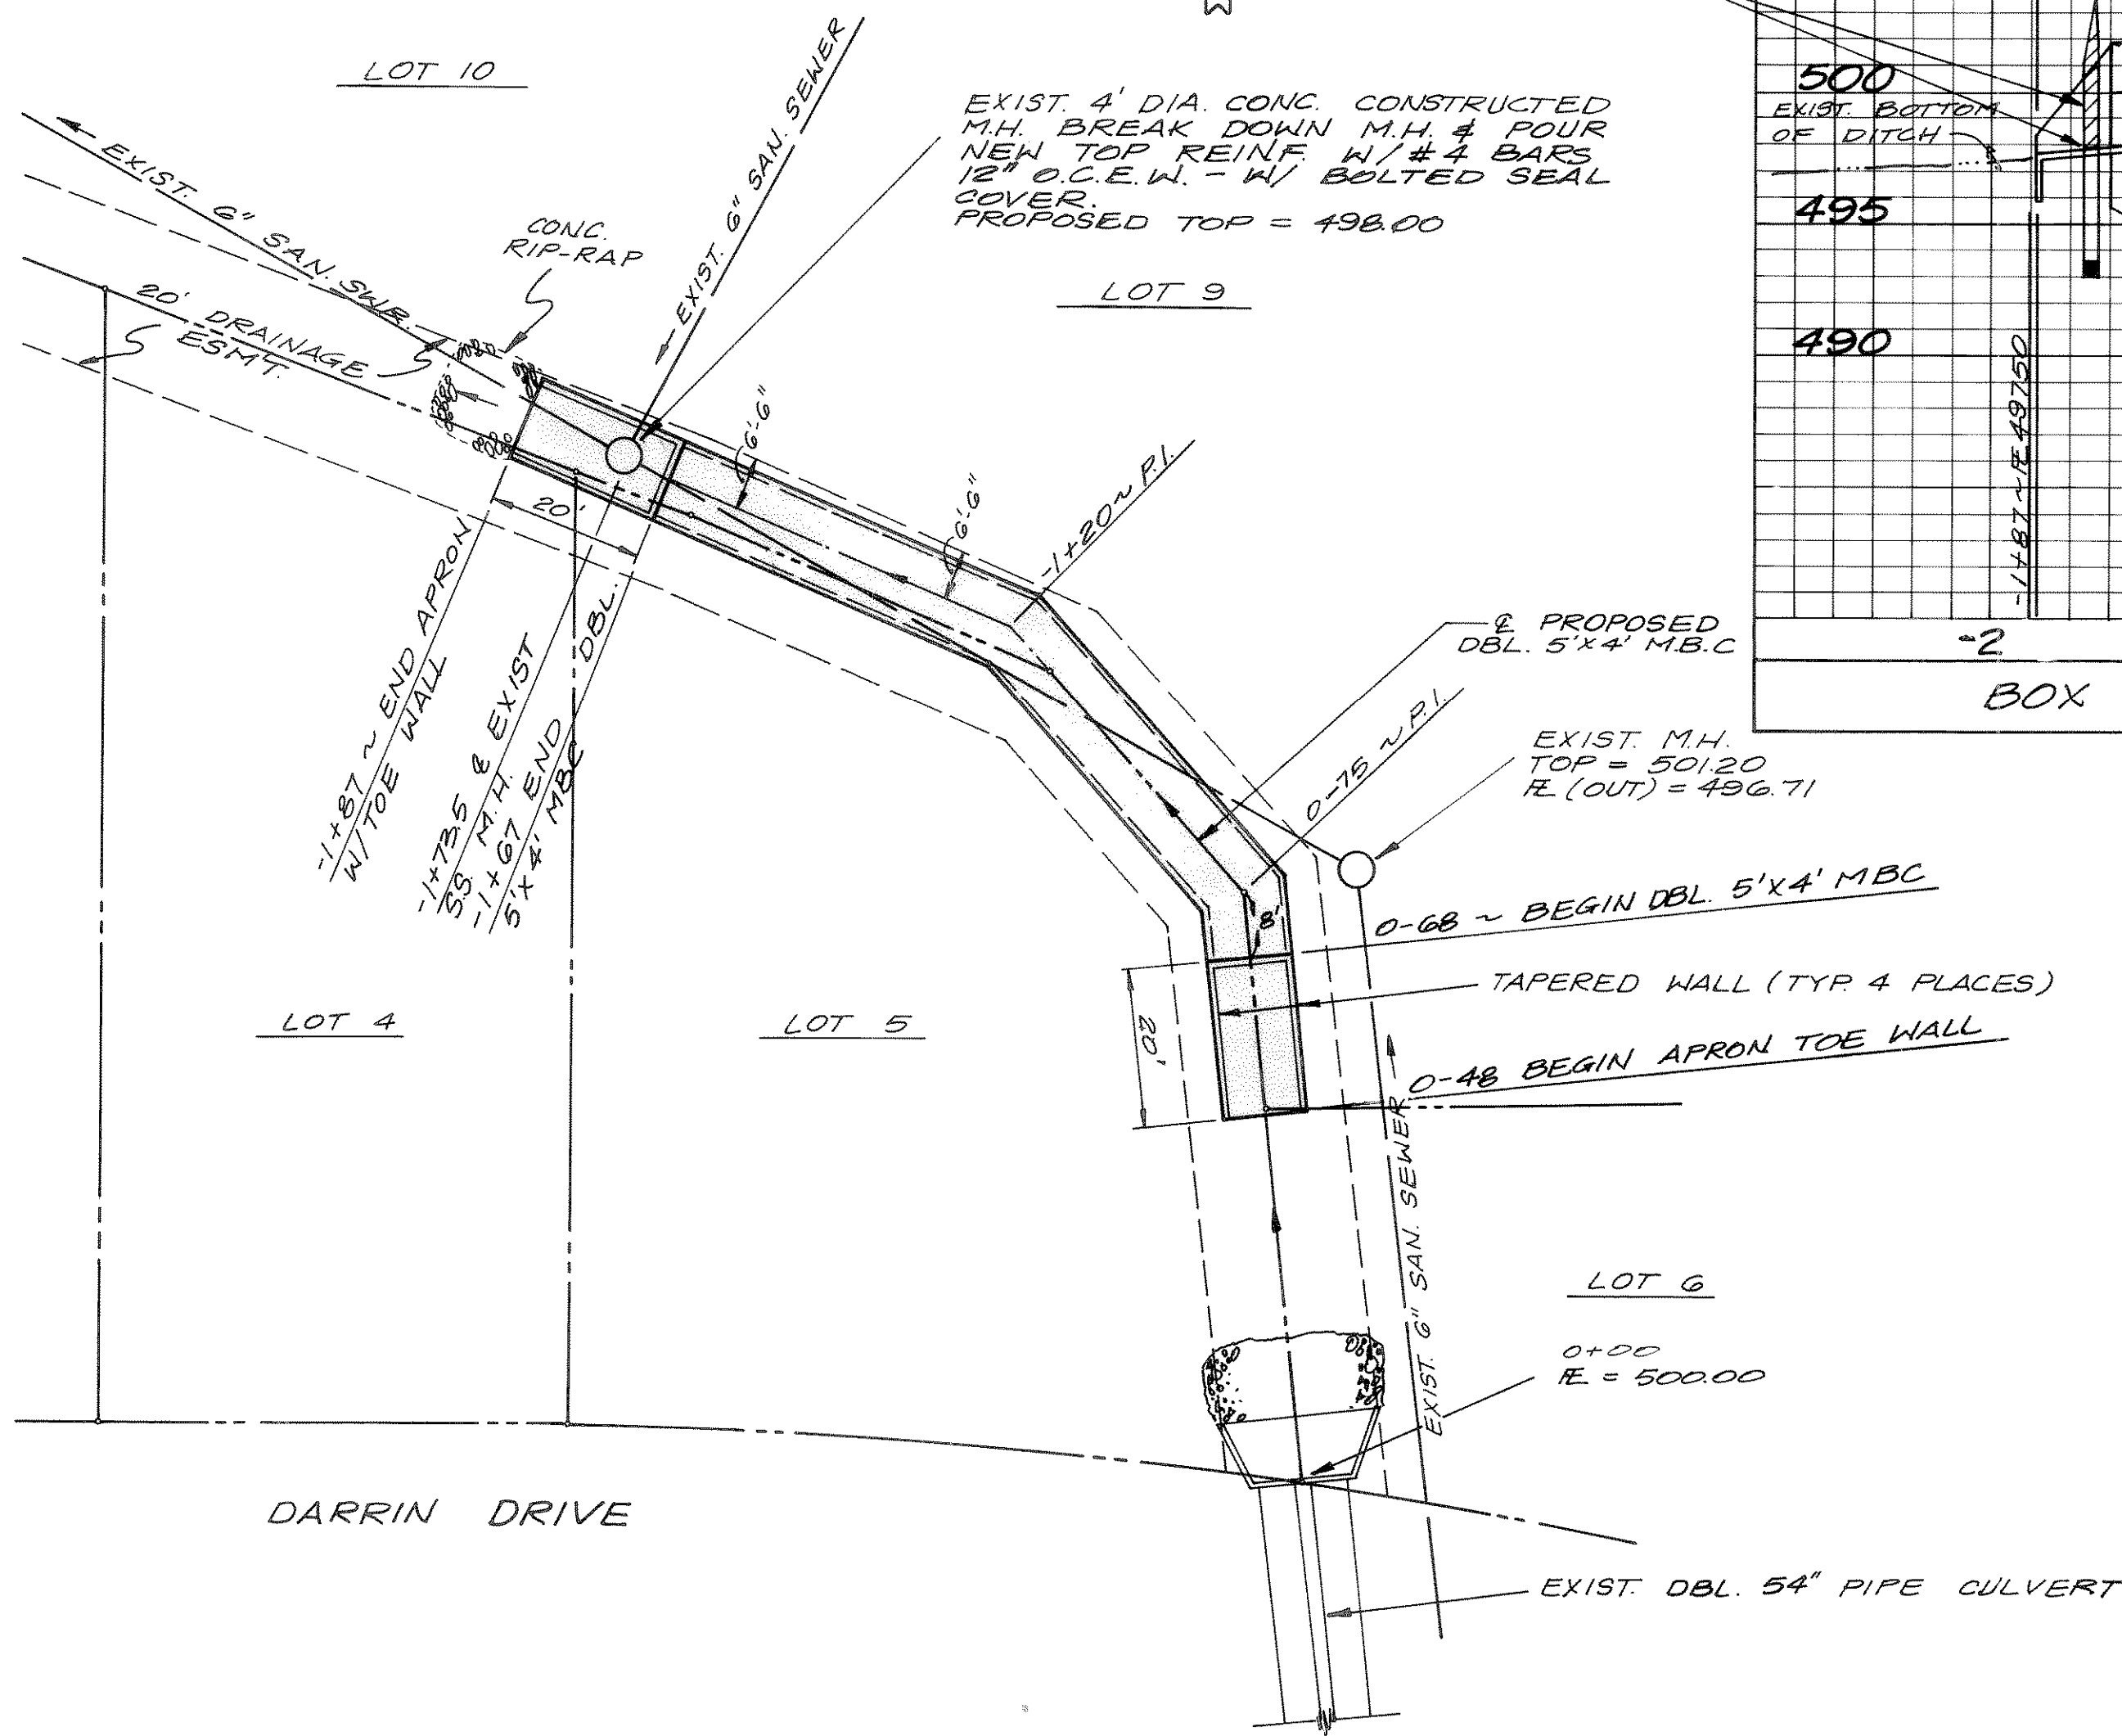 LOT 10
EXIST. 6" SAN. SEWER
EXIST. 4' DIA. CONC. CONSTRUCTED
M.H. BREAK DOWN M.H. & POUR
NEW TOP REINF. W/ #4 BARS
12" O.C.E.W. - W/ BOLTED SEAL
COVER.
PROPOSED TOP = 498.00
500
EXIST. BOTTOM
OF DITCH
495
490
-1+87 ~ ℄ 497.50
-2
BOX
EXIST. 6" SAN. SWR.
CONC.
RIP-RAP
LOT 9
20' DRAINAGE
ESMT.
6'-6"
6'-6"
-1+20 ~ P.I.
20'
℄ PROPOSED
DBL. 5'X4' M.B.C
0-75 ~ P.I.
-1+87 ~ END APRON
W/TOE WALL
-1+73.5 ℄ EXIST
S.S. M.H.
-1+67 END DBL.
5'X4' MBC
EXIST. M.H.
TOP = 501.20
℄ (OUT) = 496.71
8'
0-68 ~ BEGIN DBL. 5'X4' MBC
TAPERED WALL (TYP. 4 PLACES)
20'
0-48 BEGIN APRON TOE WALL
LOT 4
LOT 5
EXIST. 6" SAN. SEWER
LOT 6
0+00
℄ = 500.00
DARRIN DRIVE
EXIST. DBL. 54" PIPE CULVERT